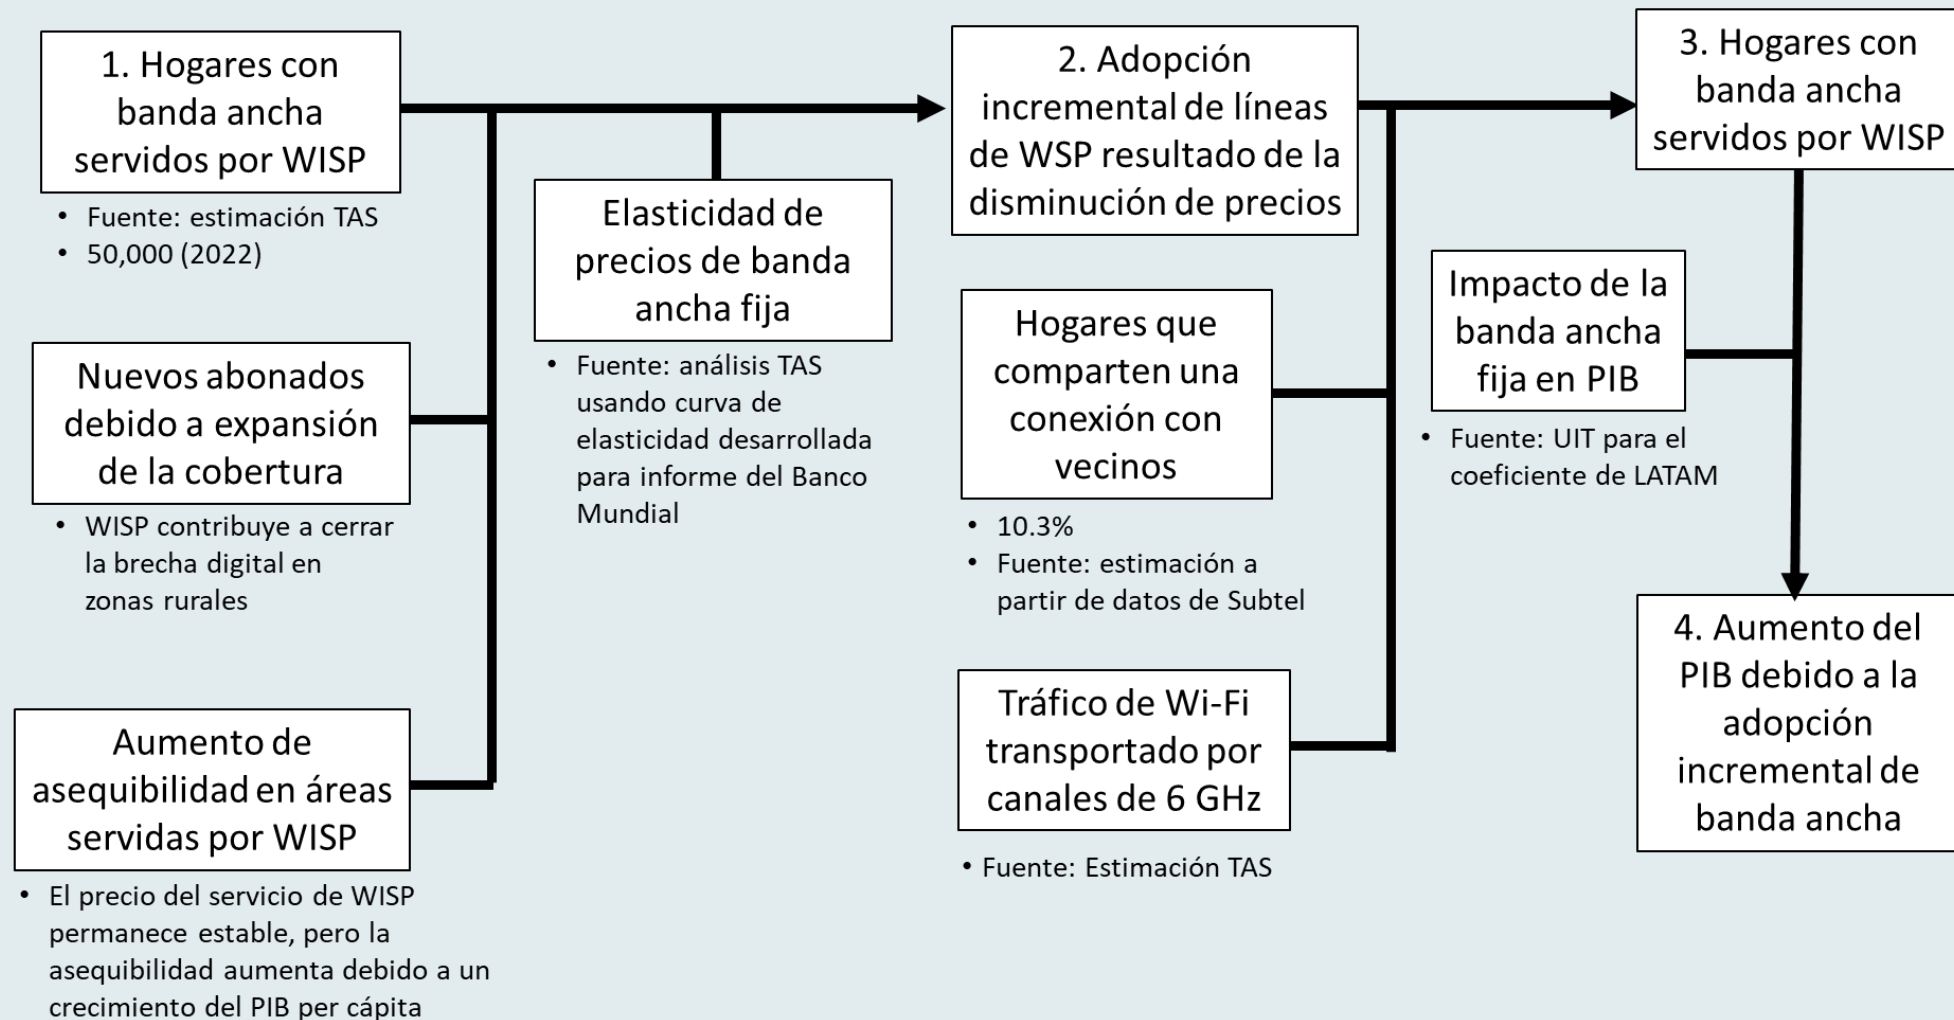 1. Hogares con
banda ancha
servidos por WISP
• Fuente: estimación TAS
• 50,000 (2022)
Nuevos abonados
debido a expansión
de la cobertura
• WISP contribuye a cerrar
la brecha digital en
zonas rurales
Aumento de
asequibilidad en áreas
servidas por WISP
• El precio del servicio de WISP
permanece estable, pero la
asequibilidad aumenta debido a un
crecimiento del PIB per cápita
Elasticidad de
precios de banda
ancha fija
• Fuente: análisis TAS
usando curva de
elasticidad desarrollada
para informe del Banco
Mundial
2. Adopción
incremental de líneas
de WSP resultado de la
disminución de precios
Hogares que
comparten una
conexión con
vecinos
• 10.3%
• Fuente: estimación a
partir de datos de Subtel
Tráfico de Wi-Fi
transportado por
canales de 6 GHz
• Fuente: Estimación TAS
3. Hogares con
banda ancha
servidos por WISP
Impacto de la
banda ancha
fija en PIB
• Fuente: UIT para el
coeficiente de LATAM
4. Aumento del
PIB debido a la
adopción
incremental de
banda ancha